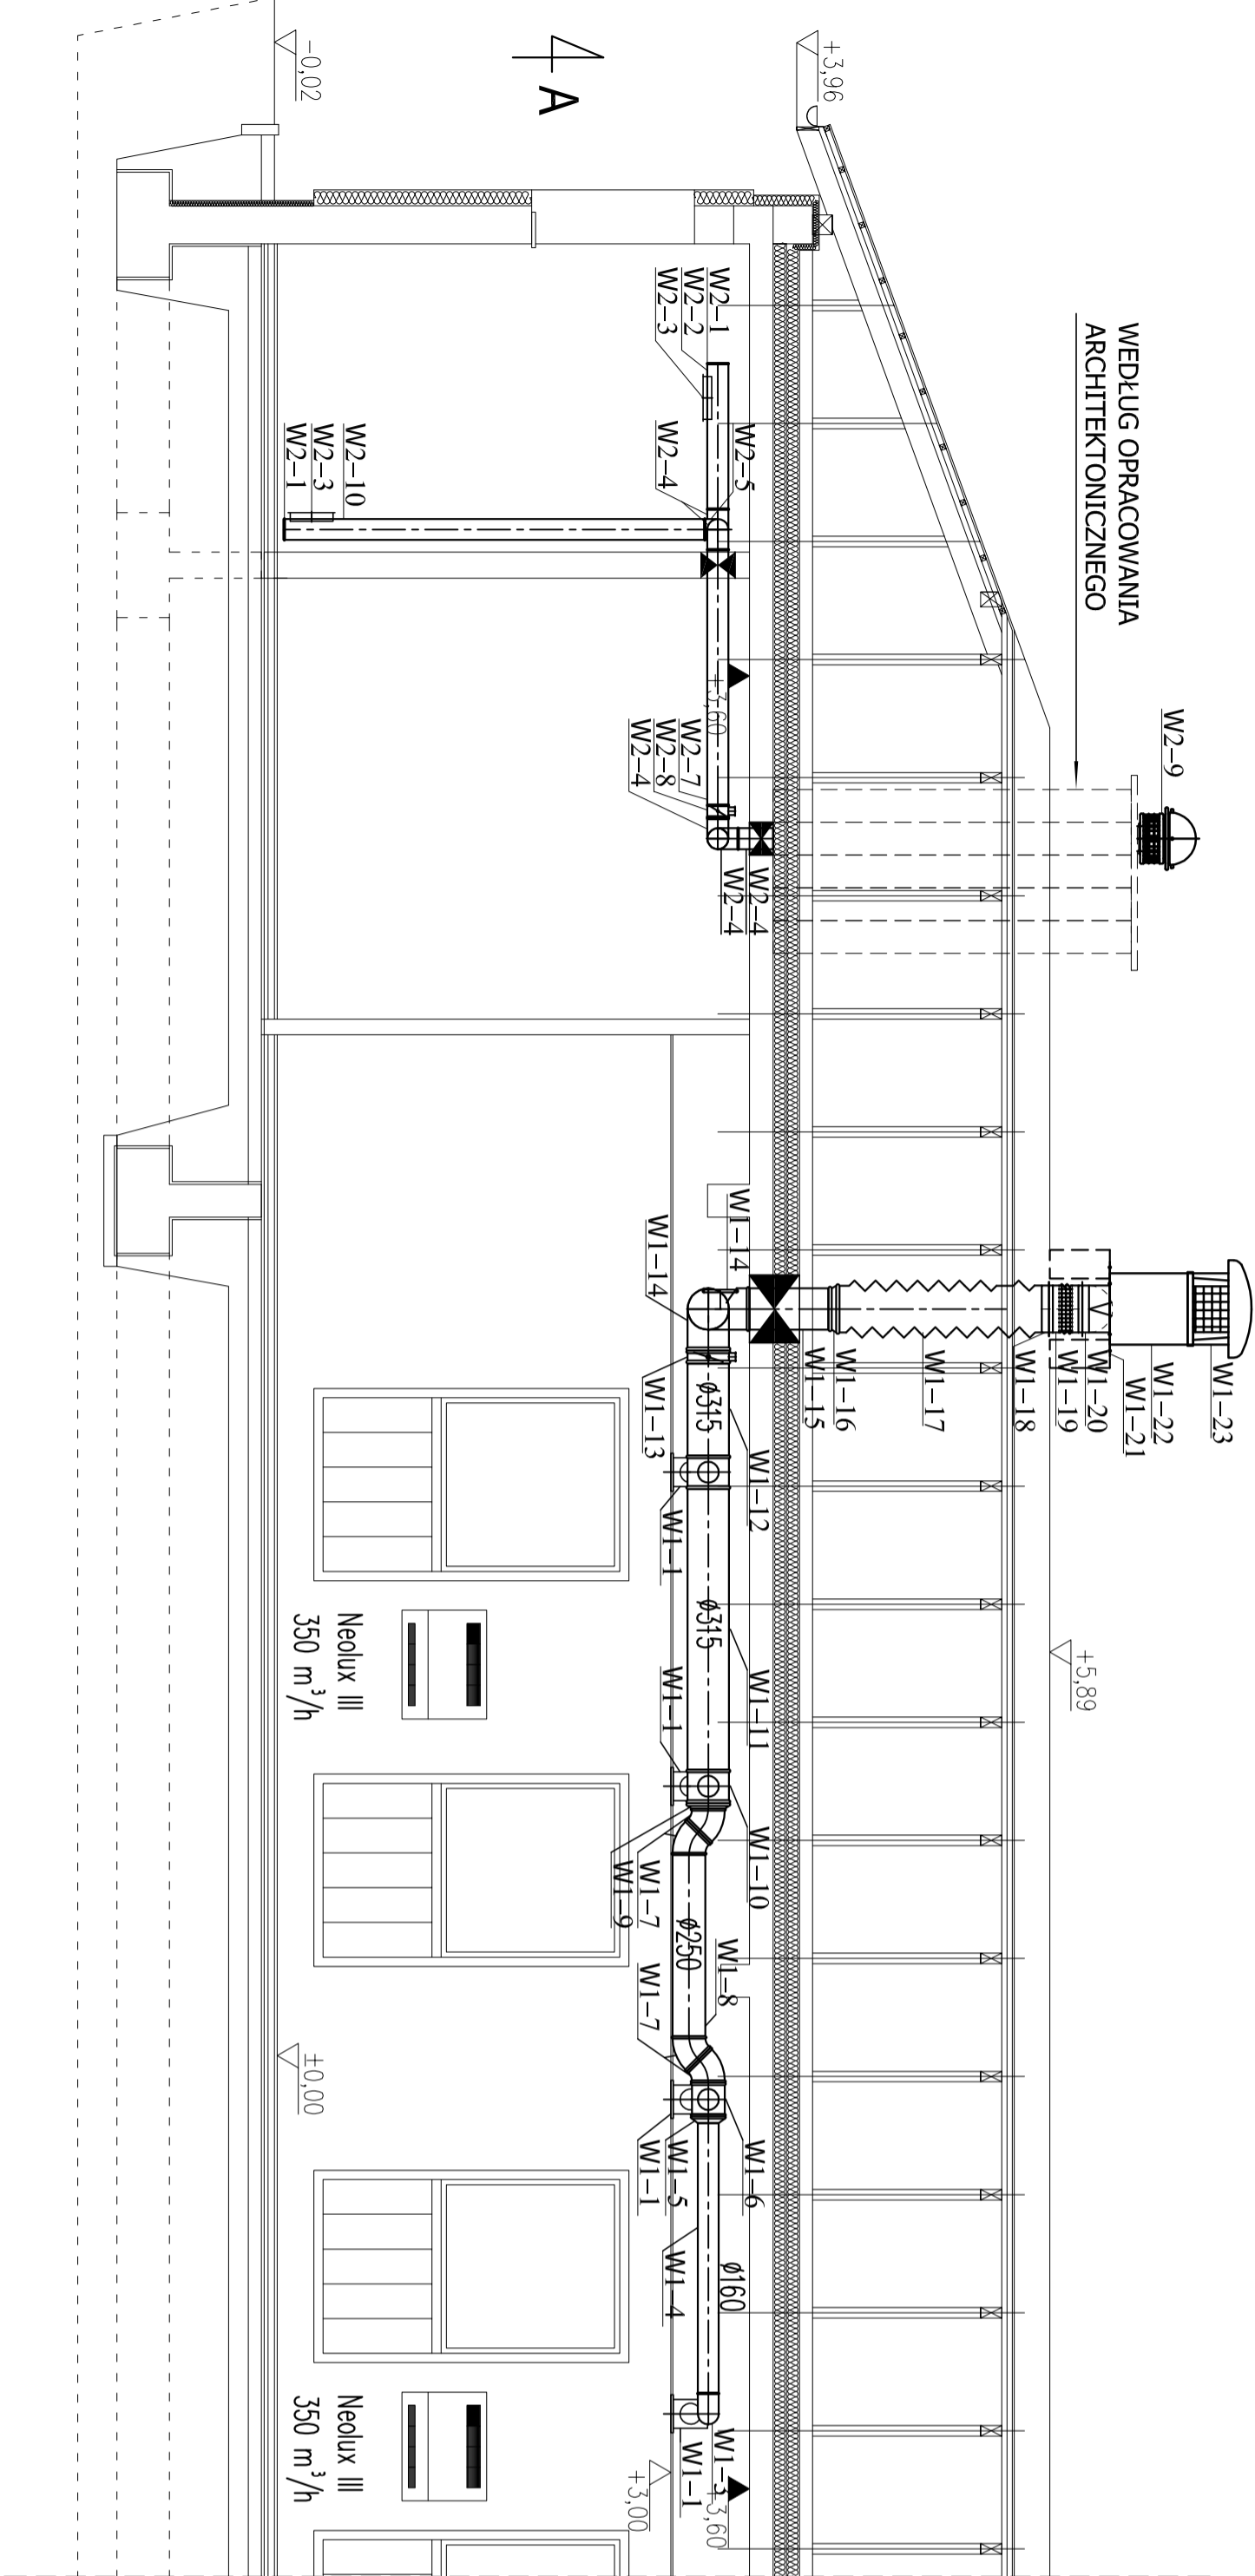 W1-23
W2-9
W1-22
W1-21
WEDŁUG OPRACOWANIA
ARCHITEKTONICZNEGO
W1-20
+5,89
W1-19
W1-18
W1-17
W1-16
+3,96
W1-15
W2-5
W2-4
W2-4
W1-14
W1-12
W1-11
W1-10
W1-8
W1-6
ø160
W2-1
W2-2
W2-3
W2-4
+3,60
W2-7
W2-8
W2-4
ø315
ø315
ø250
W1-3
+3,60
W1-1
W1-14
W1-13
W1-1
W1-1
W1-7
W1-9
W1-7
W1-5
W1-1
W1-4
+3,00
A
W2-10
W2-3
W2-1
Neolux III
350 m³/h
Neolux III
350 m³/h
-0,02
±0,00